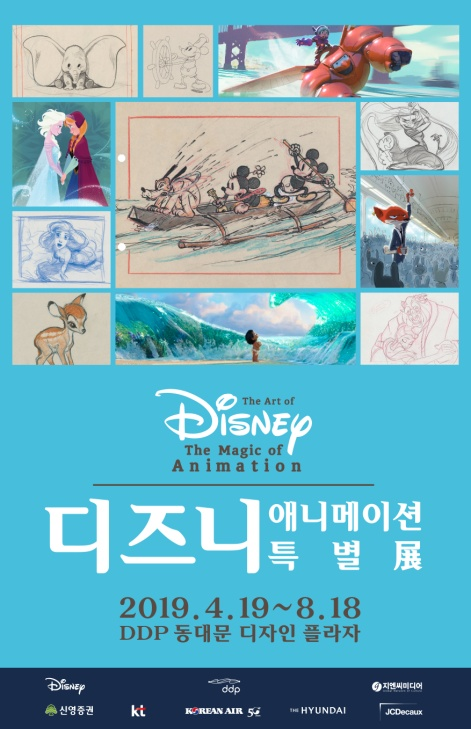 The Art of
Disney
The Magic of
Animation
디즈니 애니메이션
특별展
2019.4.19~8.18
DDP 동대문 디자인 플라자
Disney
ddp
지엔씨미디어
신영증권
kt
KOREAN AIR 50
THE HYUNDAI
JCDecaux